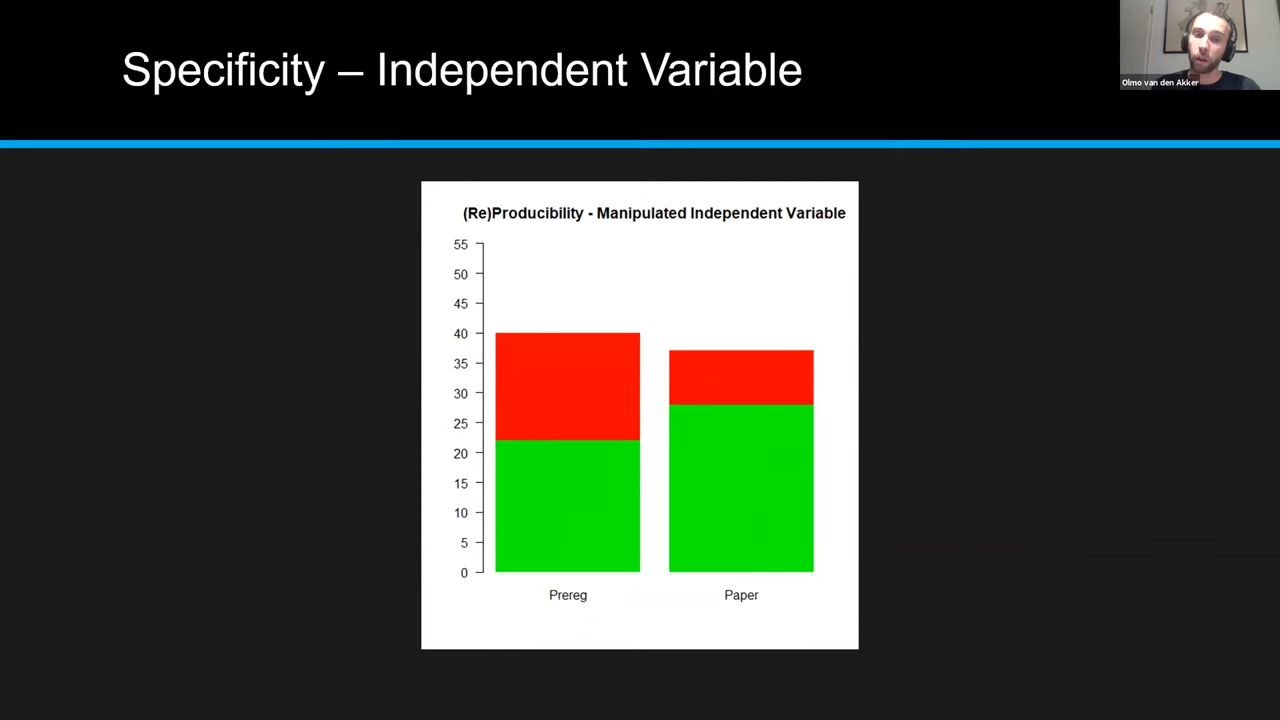 Specificity – Independent Variable
Olmo van den Akker
(Re)Producibility - Manipulated Independent Variable
55
50
45
40
35
30
25
20
15
10
5
0
Prereg
Paper